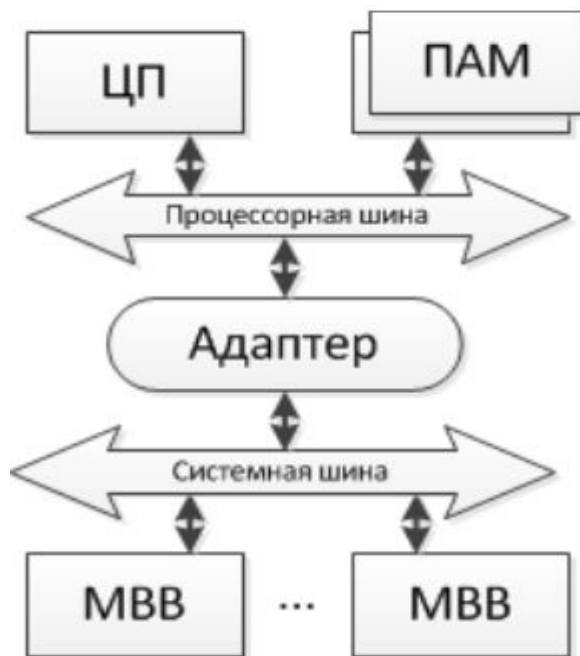 ЦП
ПАМ
Процессорная шина
Адаптер
Системная шина
МВВ ... МВВ